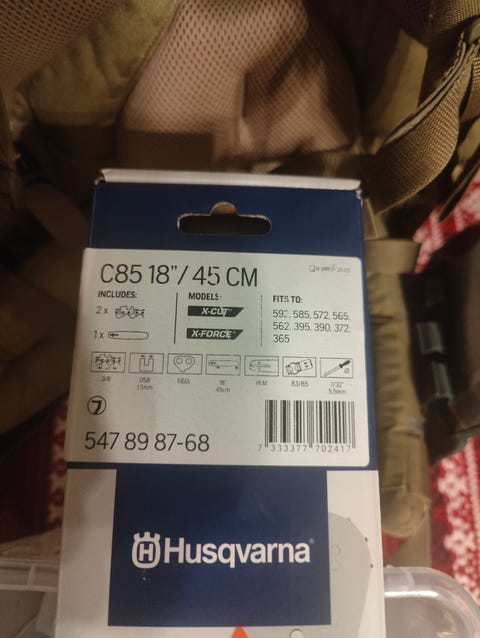 C85 18"/ 45 CM
INCLUDES:
2 x
1 x
MODELS:
X-CUT
X-FORCE
FITS TO:
592, 585, 572, 565,
562, 395, 390, 372,
365
3/8
.058
1.5mm
68DL
18"
45cm
HLM
83/85
7/32"
5.5mm
7
547 89 87-68
7 333377 702417
Husqvarna